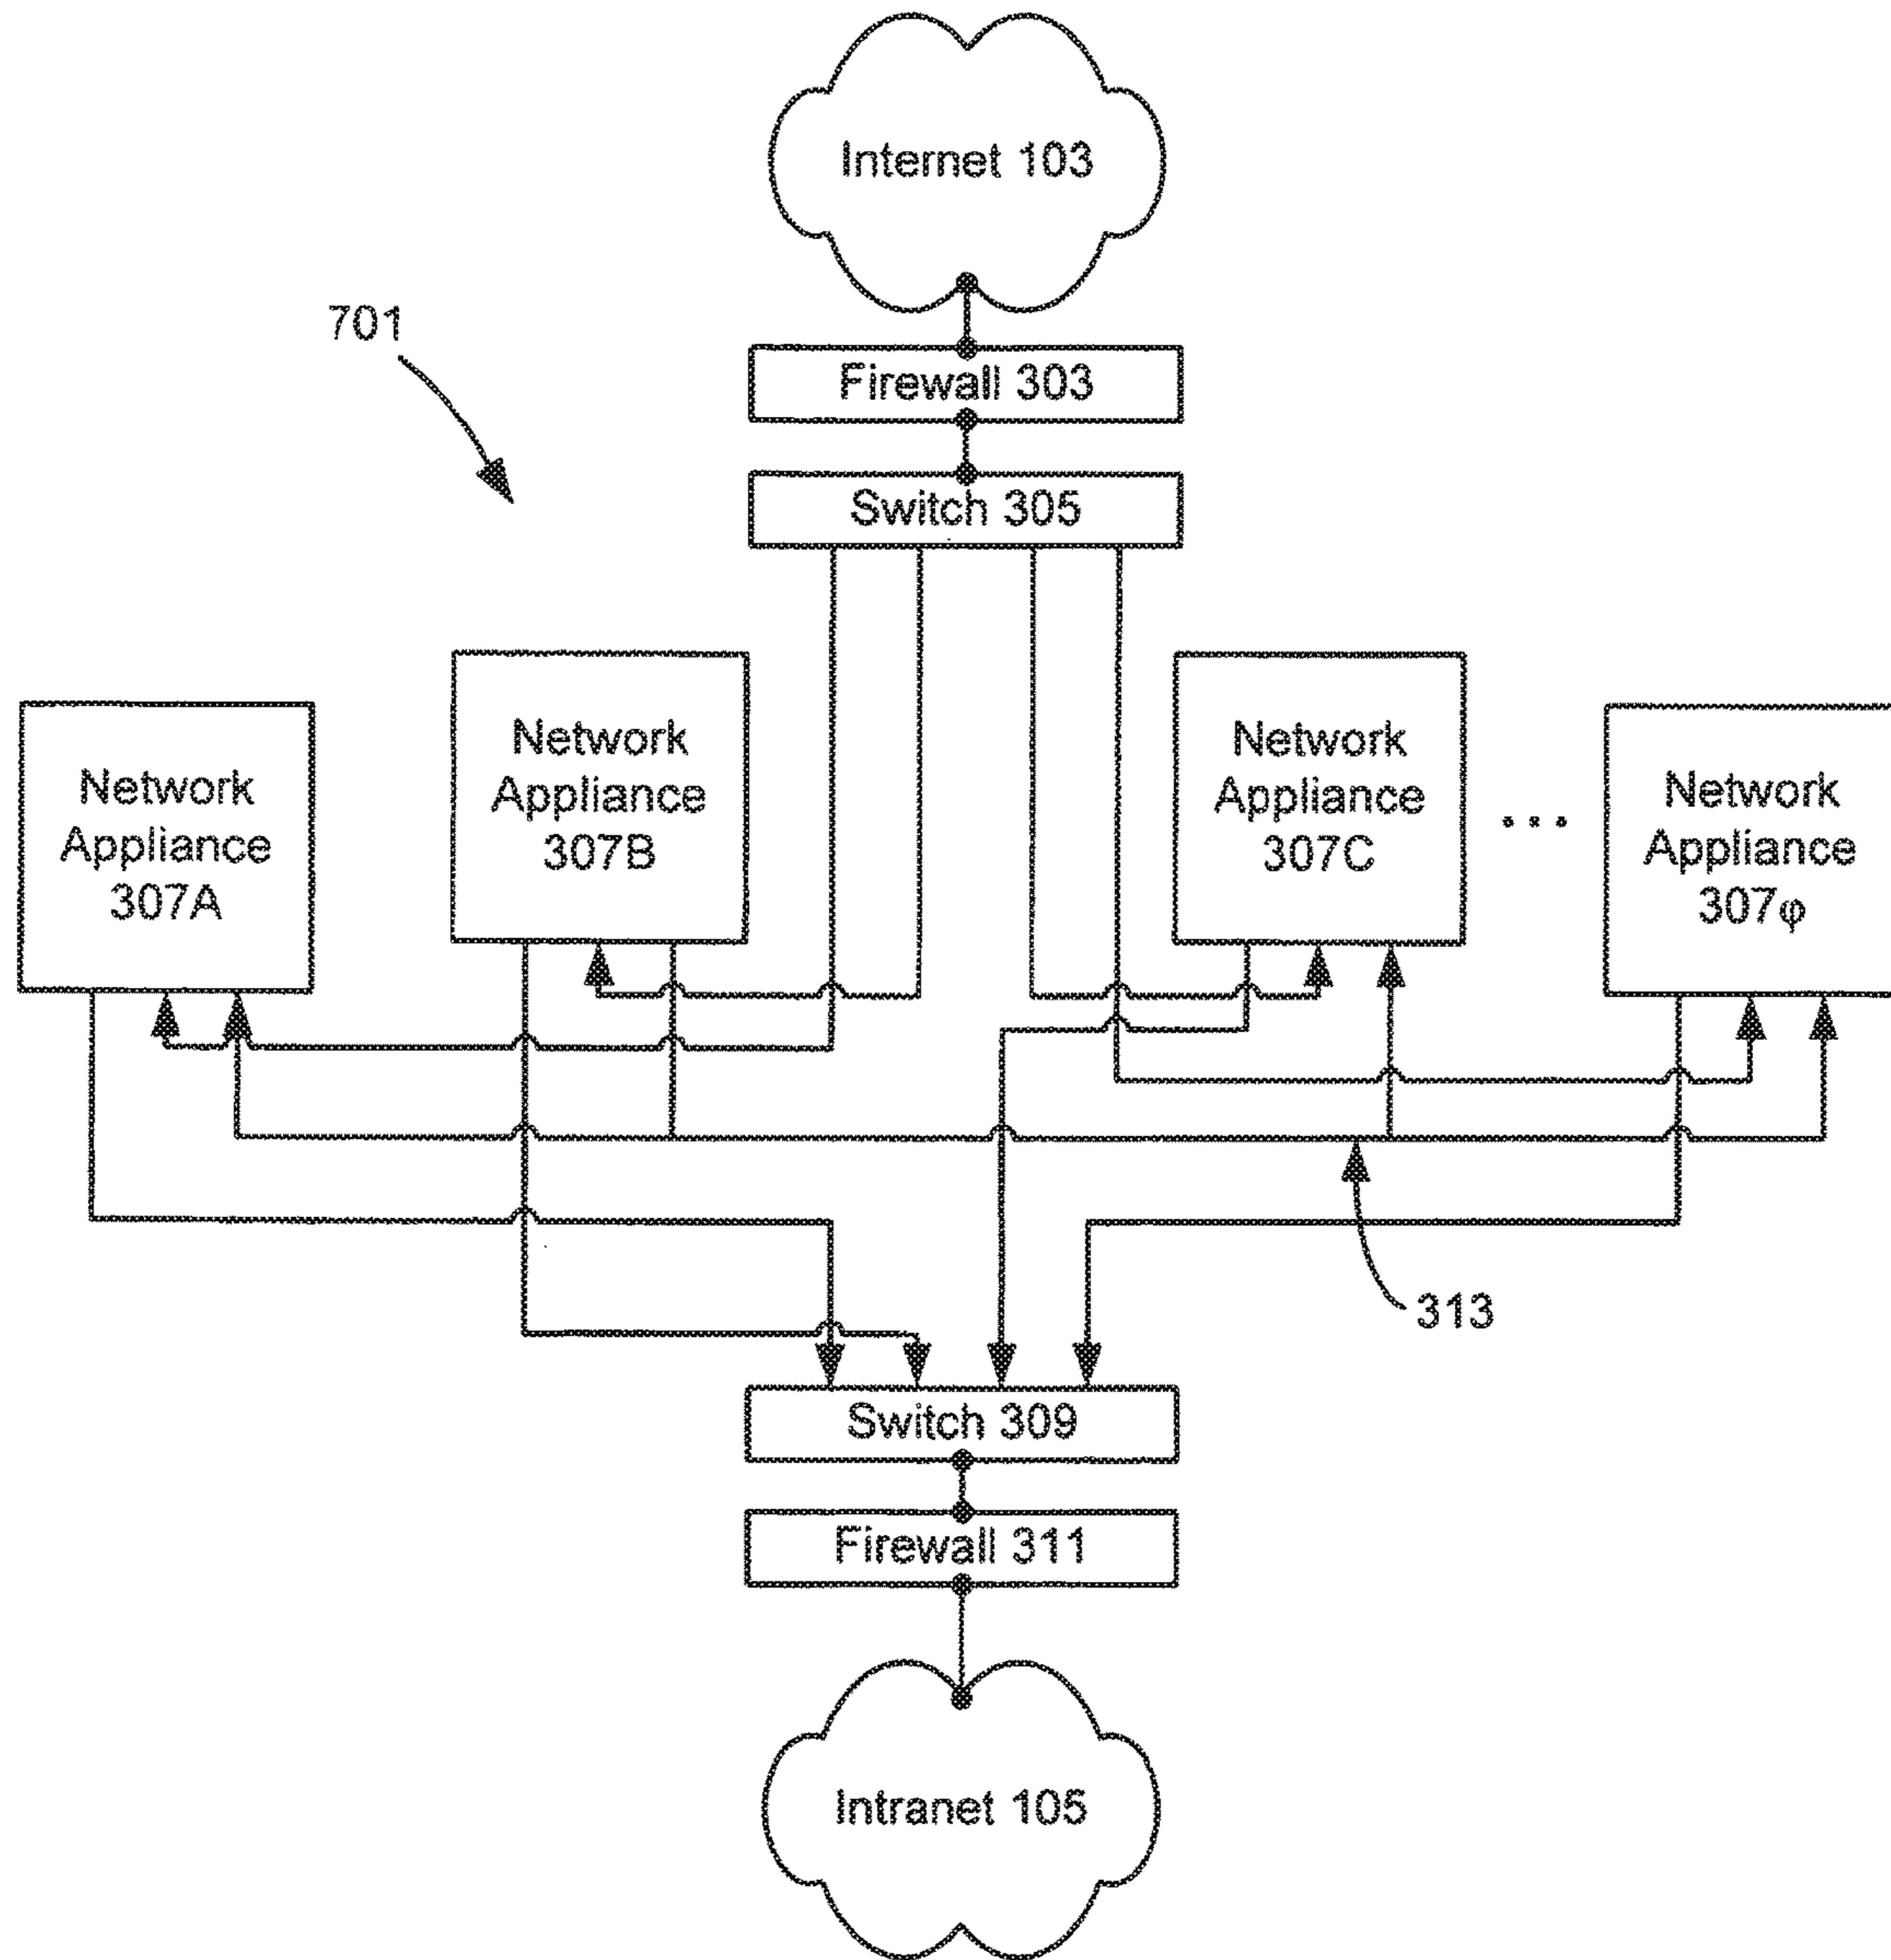 Internet 103
701
Firewall 303
Switch 305
Network
Appliance
307A
Network
Appliance
307B
Network
Appliance
307C
...
Network
Appliance
307φ
313
Switch 309
Firewall 311
Intranet 105